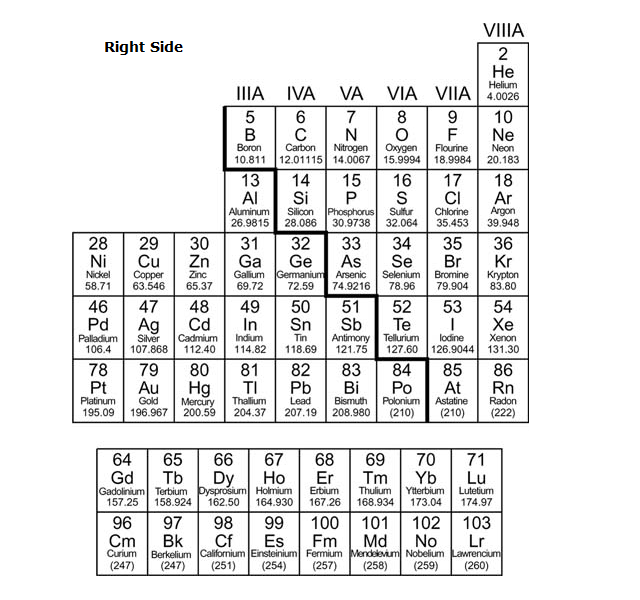 VIIIA
Right Side
2
He
Helium
4.0026
IIIA IVA VA VIA VIIA
5 6 7 8 9 10
B C N O F Ne
Boron Carbon Nitrogen Oxygen Flourine Neon
10.811 12.01115 14.0067 15.9994 18.9984 20.183
13 14 15 16 17 18
Al Si P S Cl Ar
Aluminum Silicon Phosphorus Sulfur Chlorine Argon
26.9815 28.086 30.9738 32.064 35.453 39.948
28 29 30 31 32 33 34 35 36
Ni Cu Zn Ga Ge As Se Br Kr
Nickel Copper Zinc Gallium Germanium Arsenic Selenium Bromine Krypton
58.71 63.546 65.37 69.72 72.59 74.9216 78.96 79.904 83.80
46 47 48 49 50 51 52 53 54
Pd Ag Cd In Sn Sb Te I Xe
Palladium Silver Cadmium Indium Tin Antimony Tellurium Iodine Xenon
106.4 107.868 112.40 114.82 118.69 121.75 127.60 126.9044 131.30
78 79 80 81 82 83 84 85 86
Pt Au Hg Tl Pb Bi Po At Rn
Platinum Gold Mercury Thallium Lead Bismuth Polonium Astatine Radon
195.09 196.967 200.59 204.37 207.19 208.980 (210) (210) (222)
64 65 66 67 68 69 70 71
Gd Tb Dy Ho Er Tm Yb Lu
Gadolinium Terbium Dysprosium Holmium Erbium Thulium Ytterbium Lutetium
157.25 158.924 162.50 164.930 167.26 168.934 173.04 174.97
96 97 98 99 100 101 102 103
Cm Bk Cf Es Fm Md No Lr
Curium Berkelium Californium Einsteinium Fermium Mendelevium Nobelium Lawrencium
(247) (247) (251) (254) (257) (258) (259) (260)